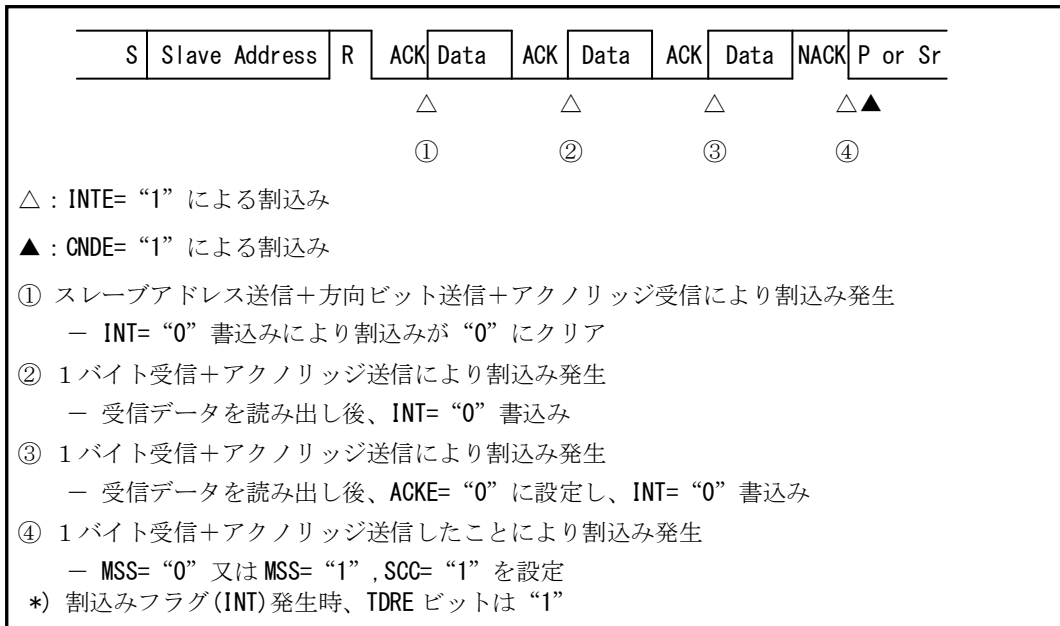 S Slave Address R ACK Data ACK Data ACK Data NACK P or Sr
△ △ △ △▲
① ② ③ ④
△：INTE= “1” による割込み
▲：CNDE= “1” による割込み
① スレーブアドレス送信＋方向ビット送信＋アクノリッジ受信により割込み発生
－ INT= “0” 書込みにより割込みが “0” にクリア
② １バイト受信＋アクノリッジ送信により割込み発生
－ 受信データを読み出し後、INT= “0” 書込み
③ １バイト受信＋アクノリッジ送信により割込み発生
－ 受信データを読み出し後、ACKE= “0” に設定し、INT= “0” 書込み
④ １バイト受信＋アクノリッジ送信したことにより割込み発生
－ MSS= “0” 又は MSS= “1” ,SCC= “1” を設定
*) 割込みフラグ(INT)発生時、TDRE ビットは “1”